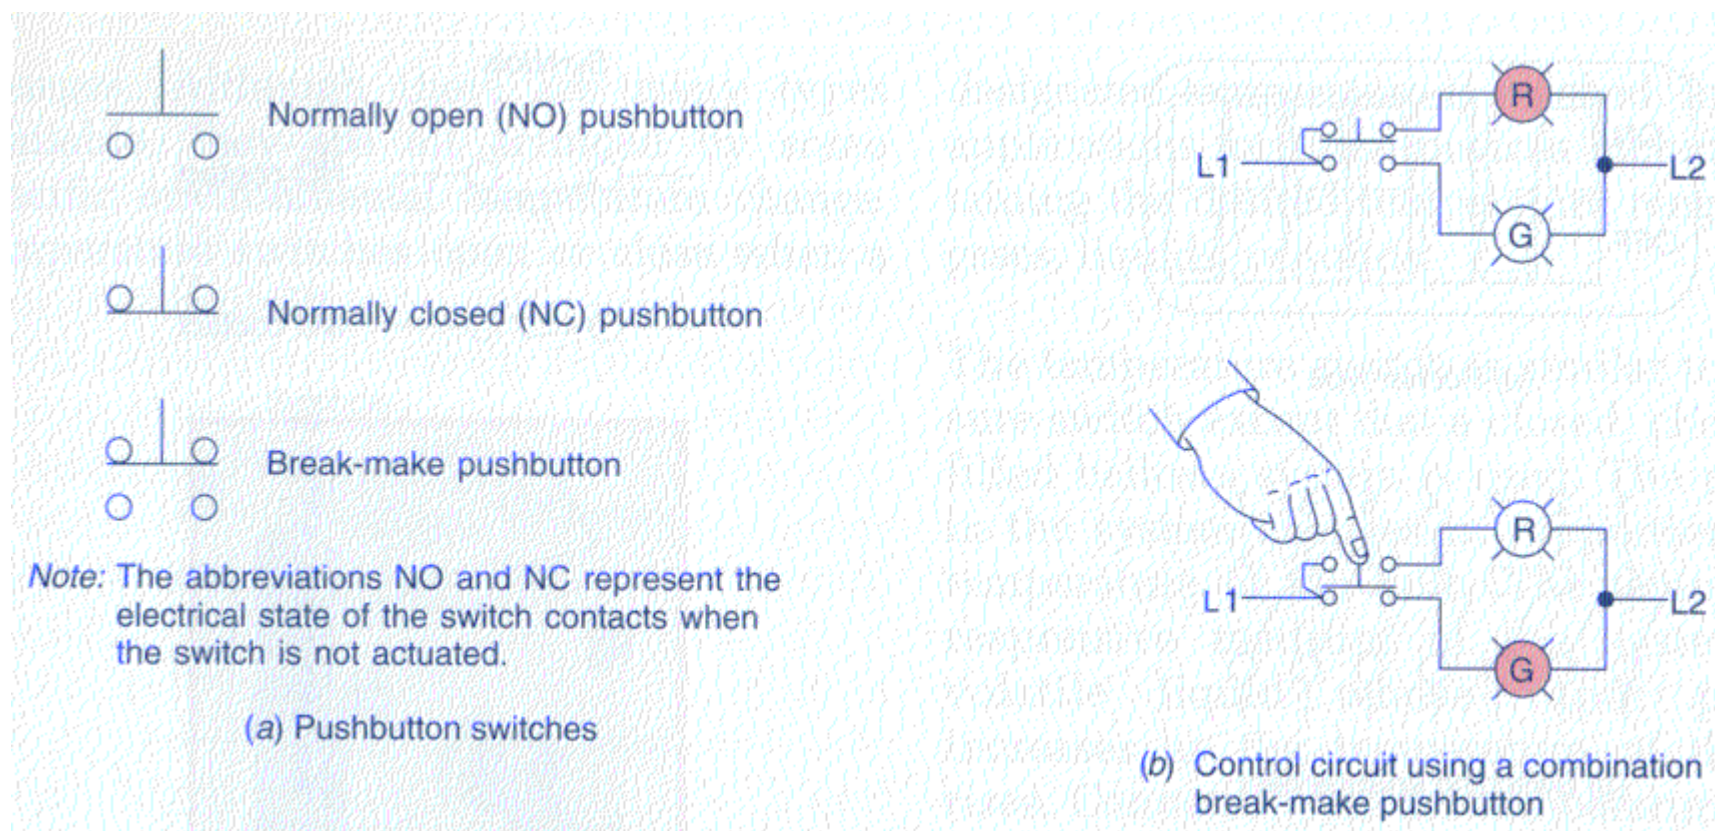 Normally open (NO) pushbutton
Normally closed (NC) pushbutton
Break-make pushbutton
Note: The abbreviations NO and NC represent the
electrical state of the switch contacts when
the switch is not actuated.
(a) Pushbutton switches
R
L1
L2
G
R
L1
L2
G
(b) Control circuit using a combination
break-make pushbutton